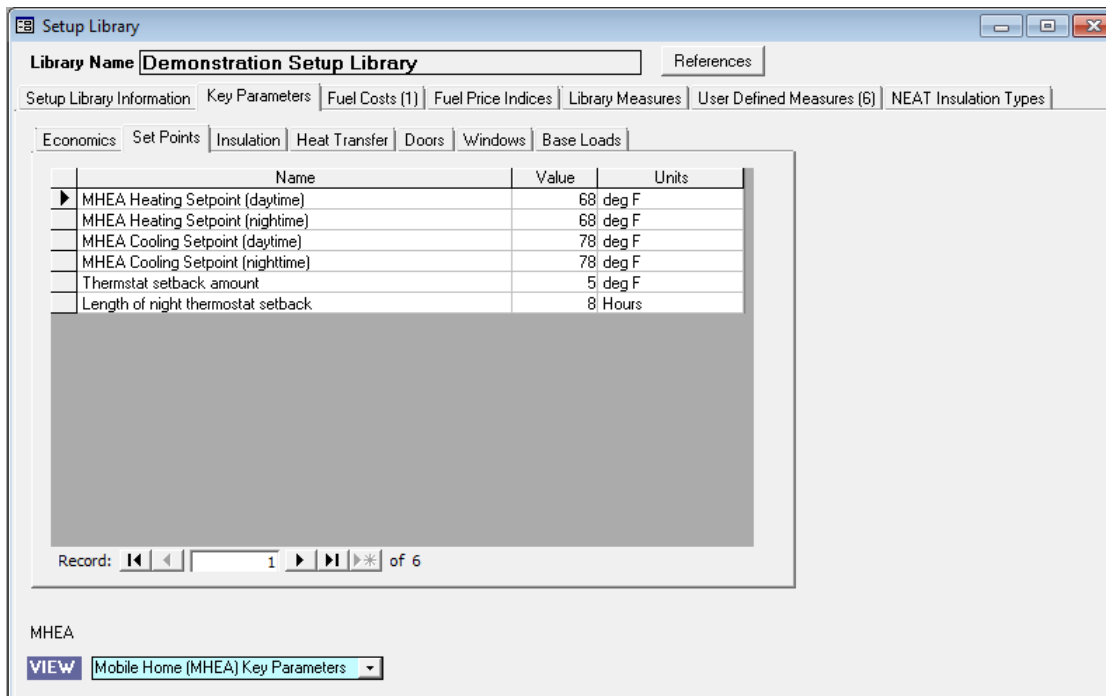 Setup Library
Library Name Demonstration Setup Library References
Setup Library Information Key Parameters Fuel Costs (1) Fuel Price Indices Library Measures User Defined Measures (6) NEAT Insulation Types
Economics Set Points Insulation Heat Transfer Doors Windows Base Loads
Name Value Units
MHEA Heating Setpoint (daytime) 68 deg F
MHEA Heating Setpoint (nightime) 68 deg F
MHEA Cooling Setpoint (daytime) 78 deg F
MHEA Cooling Setpoint (nighttime) 78 deg F
Thermstat setback amount 5 deg F
Length of night thermostat setback 8 Hours
Record: 1 of 6
MHEA
VIEW Mobile Home (MHEA) Key Parameters